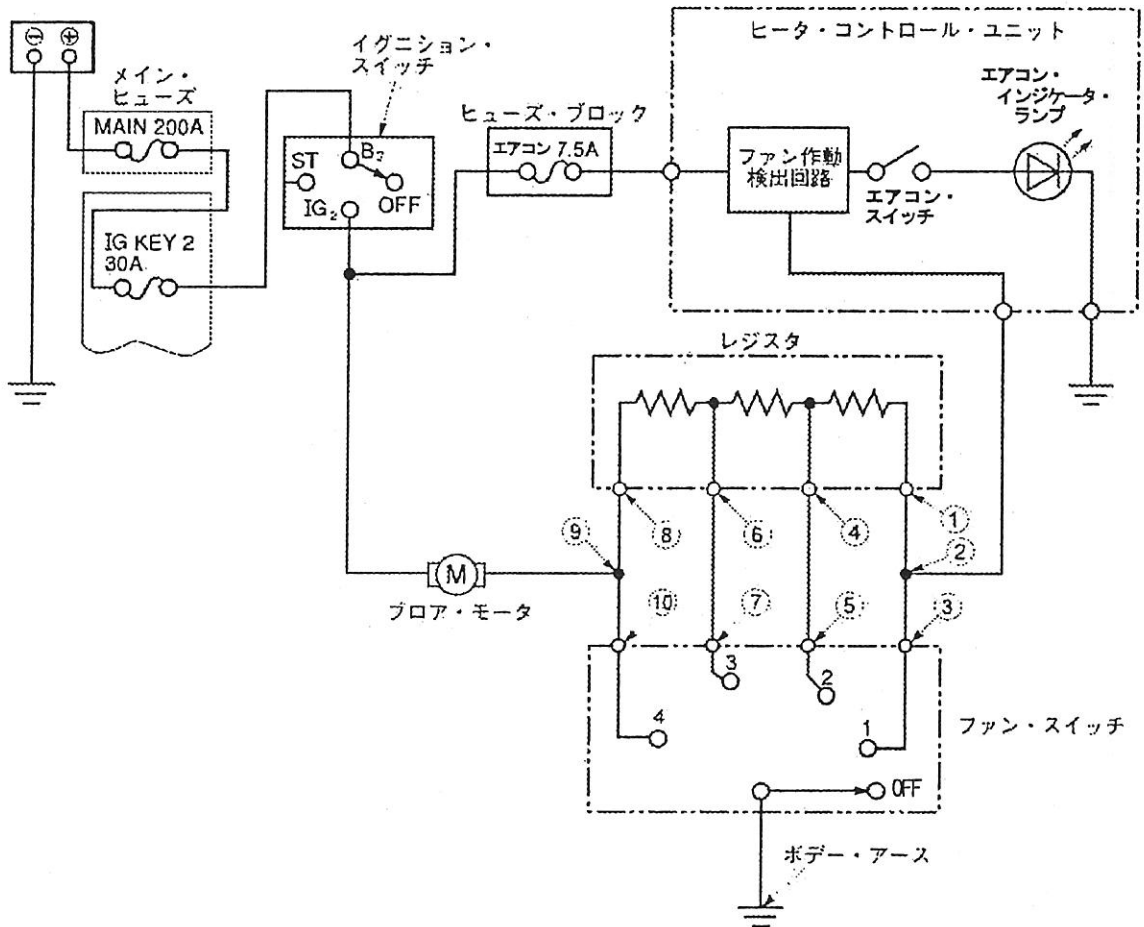 ⊖ ⊕
メイン・
ヒューズ
MAIN 200A
IG KEY 2
30A
イグニション・
スイッチ
ST
B₂
OFF
IG₂
ヒューズ・ブロック
エアコン 7.5A
ヒータ・コントロール・ユニット
ファン作動
検出回路
エアコン・
スイッチ
エアコン・
インジケータ・
ランプ
レジスタ
⑧
⑥
④
①
⑨
②
M
ブロア・モータ
⑩
⑦
⑤
③
4
3
2
1
OFF
ファン・スイッチ
ボデー・アース